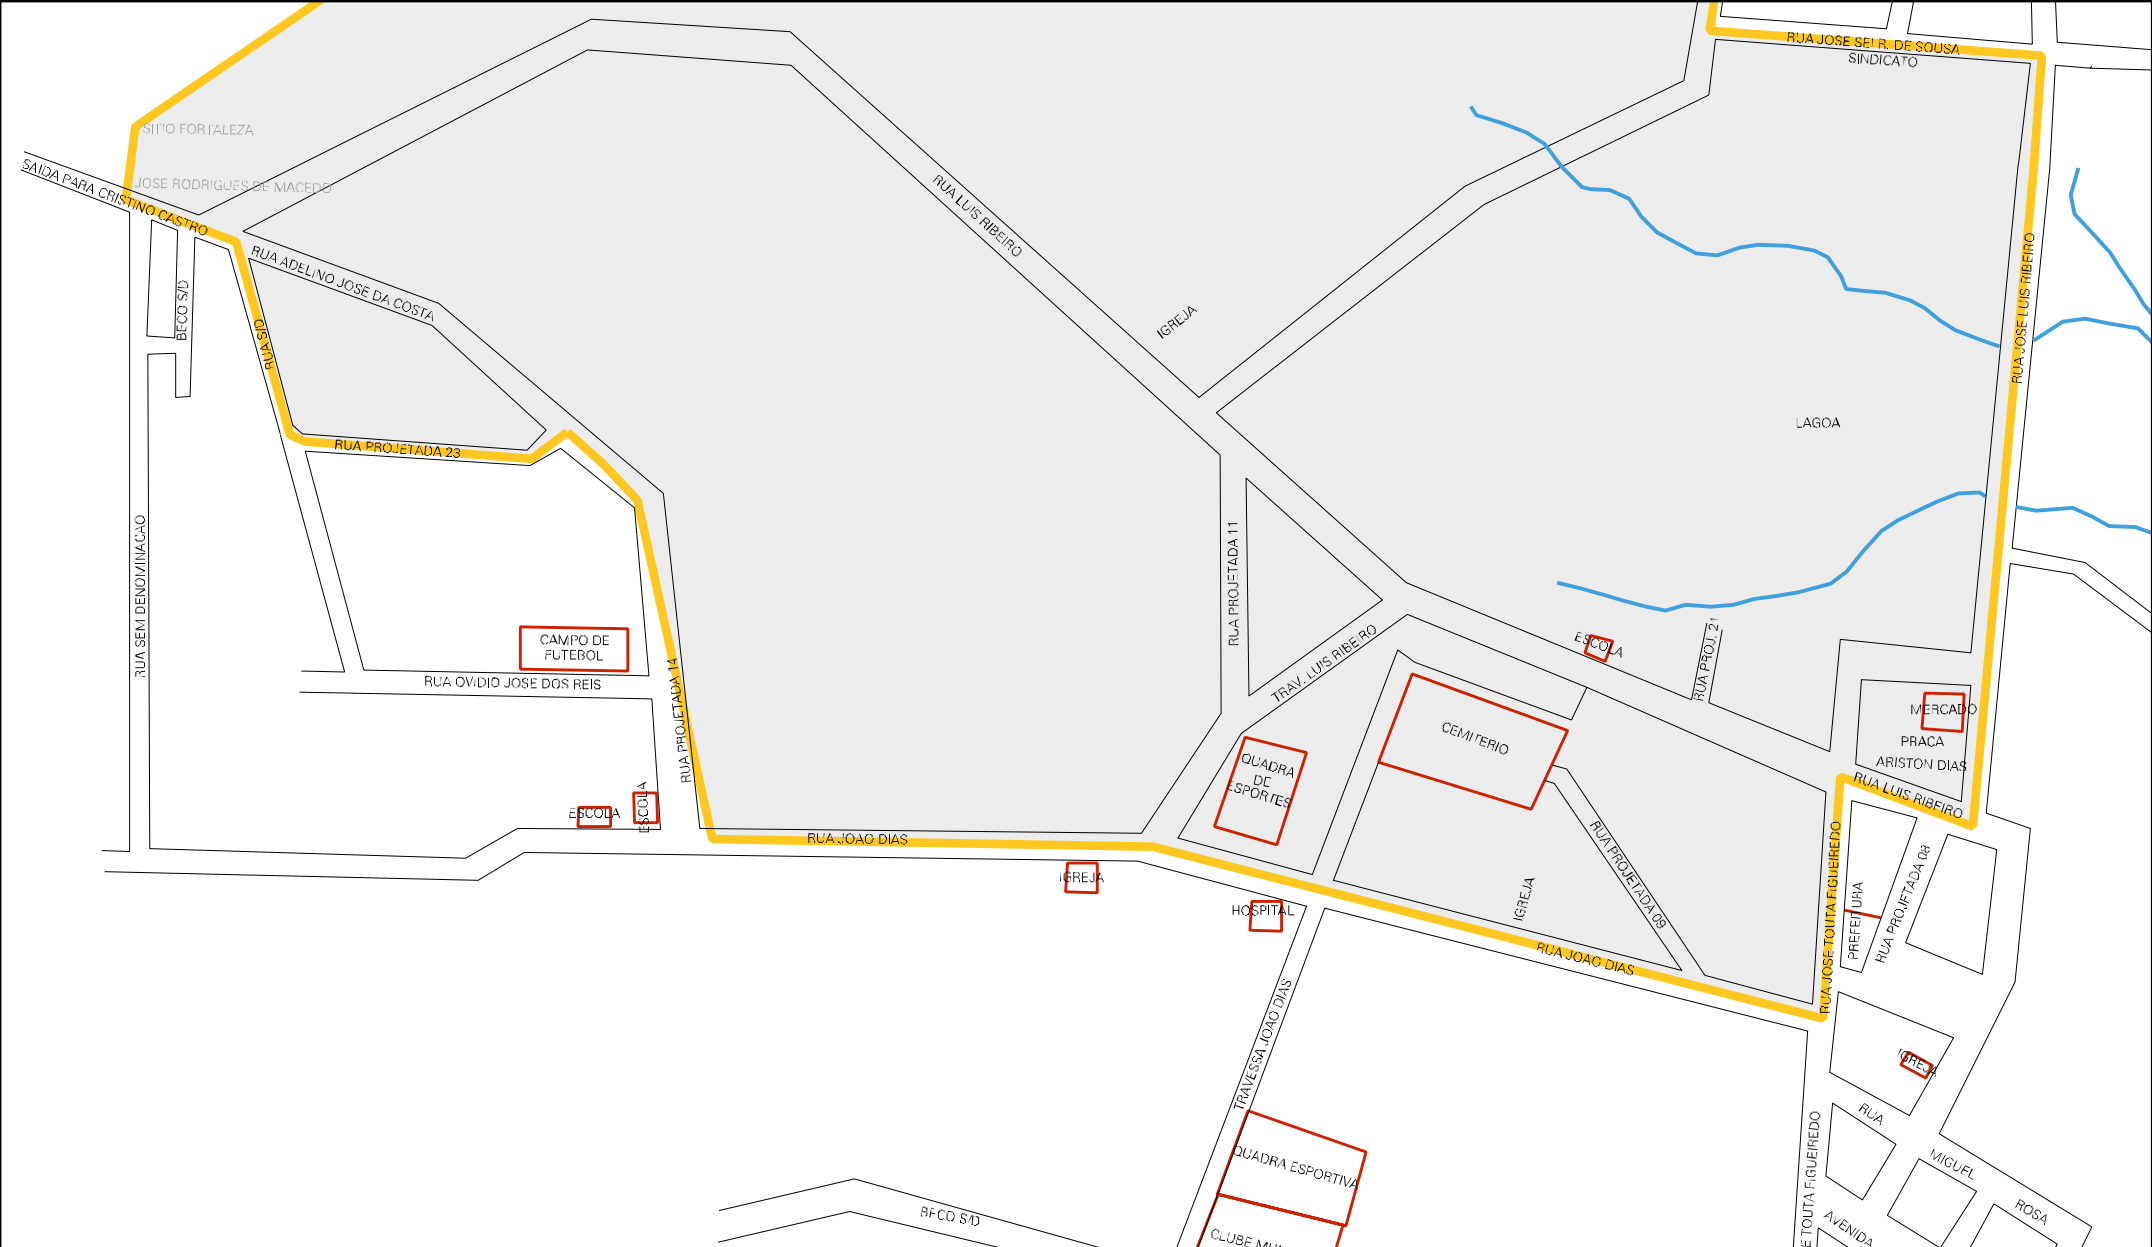 RUA JOSE SEI R. DE SOUSA
SINDICATO
SITIO FORTALEZA
JOSE RODRIGUES DE MACEDO
SAIDA PARA CRISTINO CASTRO
RUA LUIS RIBEIRO
RUA ADELINO JOSE DA COSTA
BECO S/D
RUA S/D
IGREJA
RUA JOSE LUIS RIBEIRO
LAGOA
RUA PROJETADA 23
RUA SEM DENOMINACAO
RUA PROJETADA 11
CAMPO DE
FUTEBOL
RUA OVIDIO JOSE DOS REIS
TRAV. LUIS RIBEIRO
ESCOLA
RUA PROJ. 21
RUA PROJETADA 14
CEMITERIO
MERCADO
PRACA
ARISTON DIAS
QUADRA
DE
ESPORTES
RUA LUIS RIBEIRO
ESCOLA
ESCOLA
RUA JOAO DIAS
RUA PROJETADA 09
RUA JOSE TOUTA FIGUEIREDO
PREFEITURA
RUA PROJETADA 08
IGREJA
IGREJA
HOSPITAL
RUA JOAO DIAS
TRAVESSA JOAO DIAS
IGREJA
RUA
MIGUEL
ROSA
QUADRA ESPORTIVA
BECO S/D
E TOUTA FIGUEIREDO
AVENIDA
CLUBE MUN